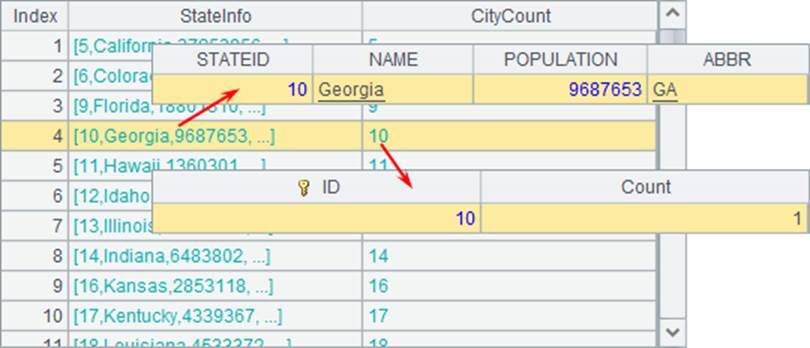 Index StateInfo CityCount
1 [5,California,37253956, ...] 5
STATEID NAME POPULATION ABBR
2 [6,Colorad
10 Georgia 9687653 GA
3 [9,Florida,18801310, ...] 9
4 [10,Georgia,9687653, ...] 10
5 [11,Hawaii,1360301, ...] 11
ID Count
6 [12,Idaho
7 [13,Illinois
10 1
8 [14,Indiana,6483802, ...] 14
9 [16,Kansas,2853118, ...] 16
10 [17,Kentucky,4339367, ...] 17
11 [18,Louisiana,4533372, ...] 18